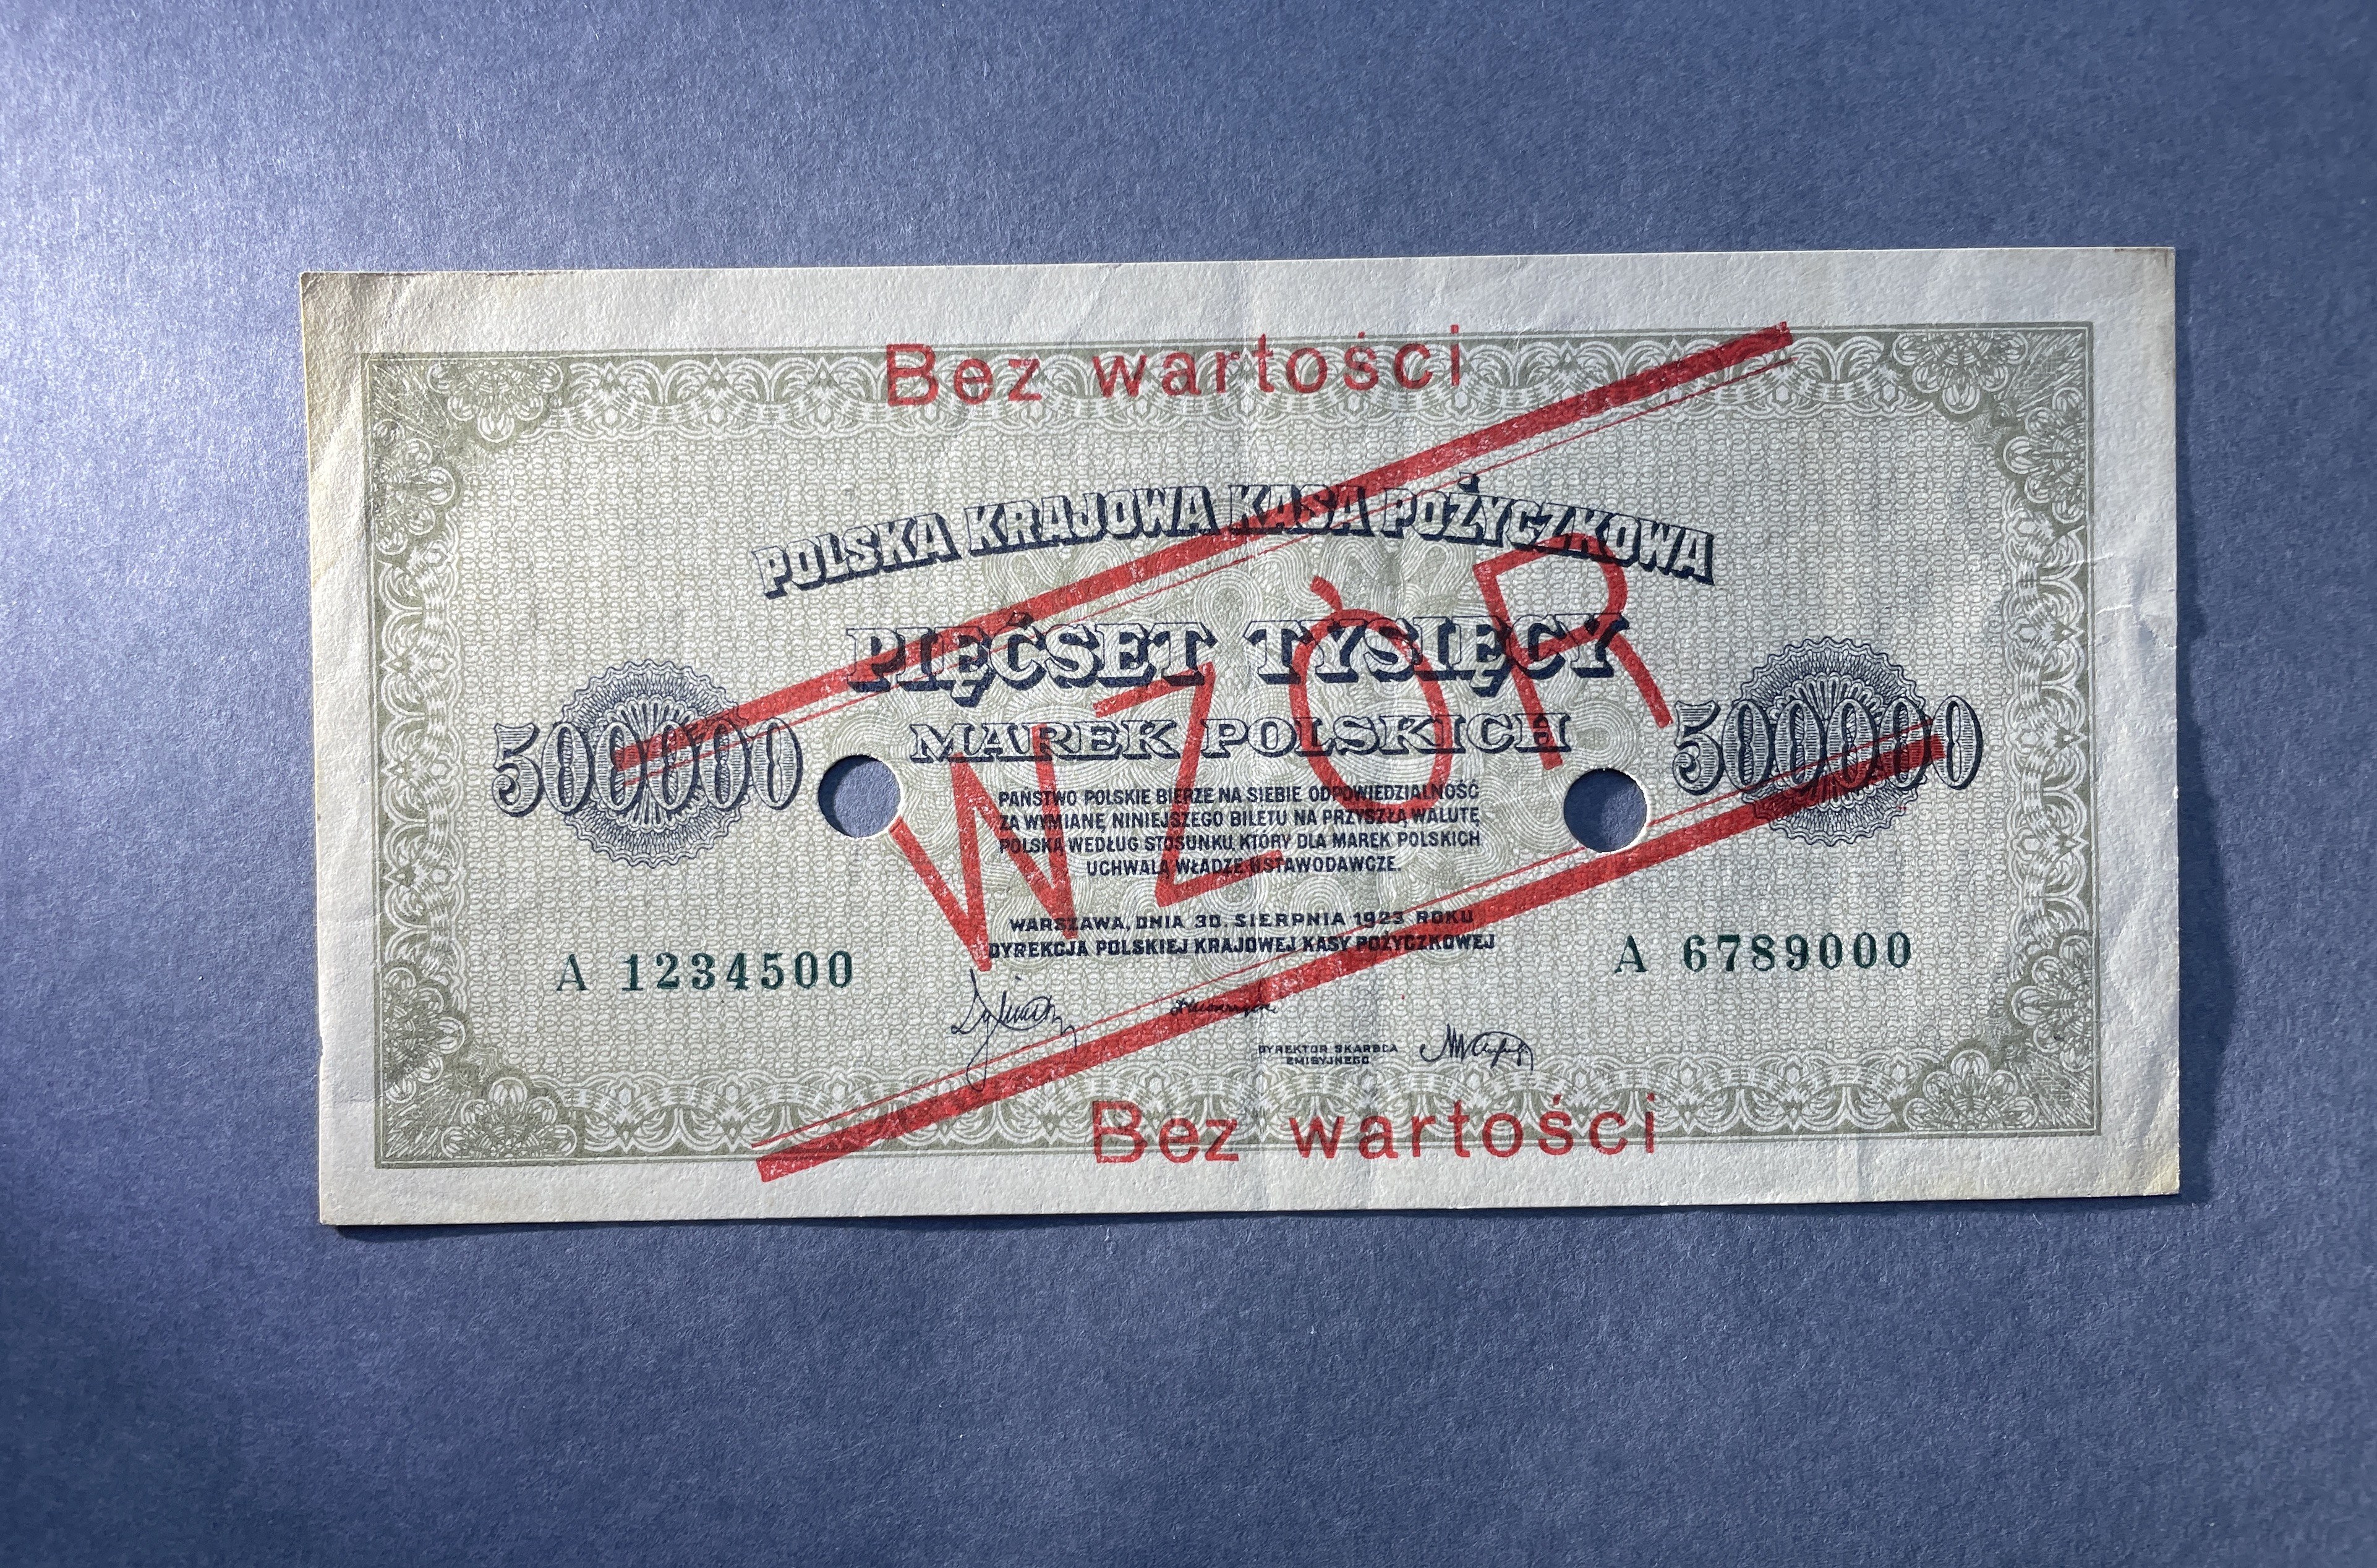 Bez wartości
POLSKA KRAJOWA KASA POŻYCZKOWA
PIĘĆSET TYSIĘCY
MAREK POLSKICH
500000
500000
WZÓR
PAŃSTWO POLSKIE BIERZE NA SIEBIE ODPOWIEDZIALNOŚĆ
ZA WYMIANĘ NINIEJSZEGO BILETU NA PRZYSZŁĄ WALUTĘ
POLSKĄ WEDŁUG STOSUNKU, KTÓRY DLA MAREK POLSKICH
UCHWALĄ WŁADZE USTAWODAWCZE.
WARSZAWA, DNIA 30. SIERPNIA 1923 ROKU
DYREKCJA POLSKIEJ KRAJOWEJ KASY POŻYCZKOWEJ
A 1234500
A 6789000
DYREKTOR SKARBCA
EMISYJNEGO
Bez wartości